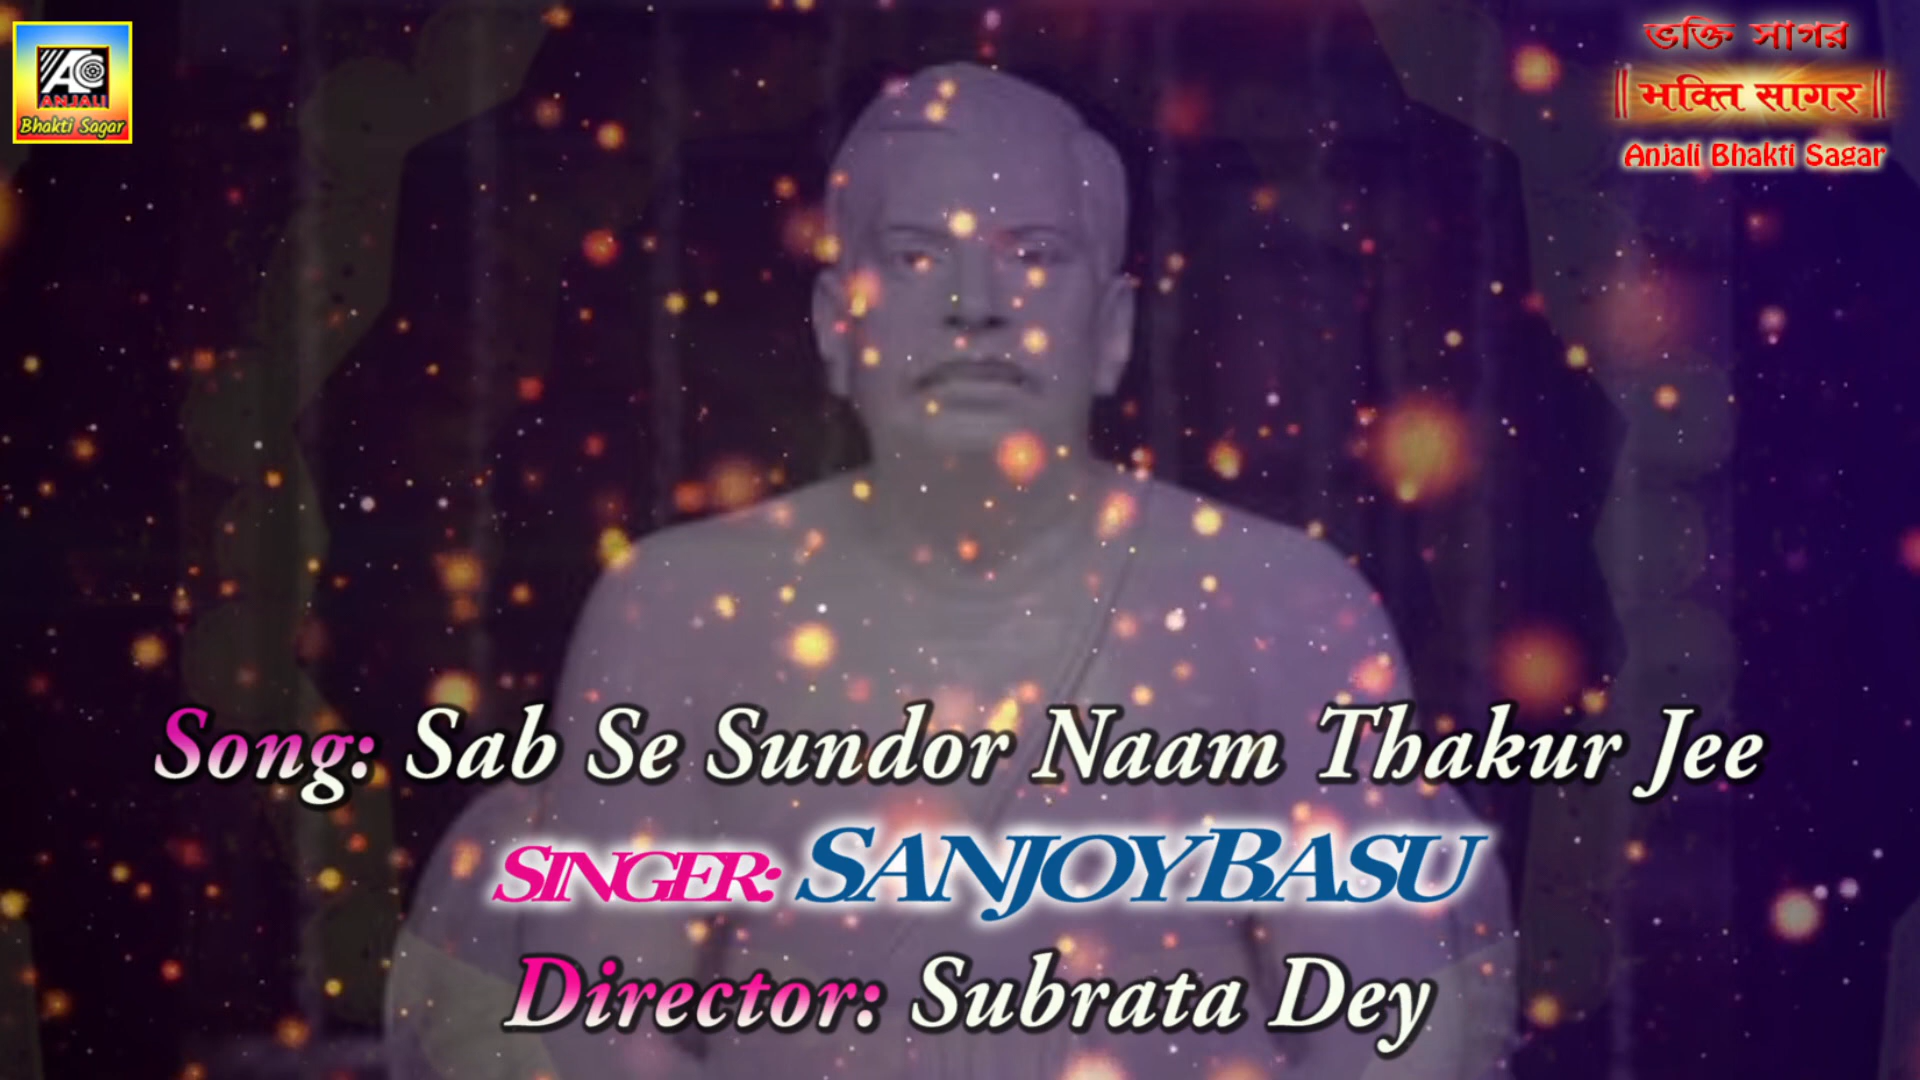 AC
ANJALI
Bhakti Sagar
ভক্তি সাগর
॥ भक्ति सागर ॥
Anjali Bhakti Sagar
Song: Sab Se Sundor Naam Thakur Jee
SINGER: SANJOY BASU
Director: Subrata Dey